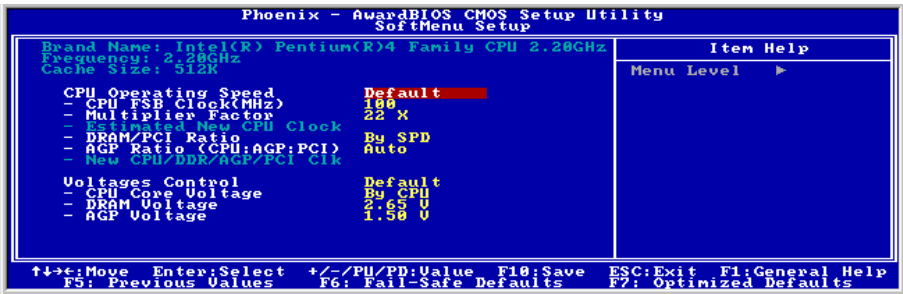 Phoenix - AwardBIOS CMOS Setup Utility
SoftMenu Setup
Brand Name: Intel(R) Pentium(R)4 Family CPU 2.20GHz
Frequency: 2.20GHz
Cache Size: 512K
CPU Operating Speed Default
- CPU FSB Clock(MHz) 100
- Multiplier Factor 22 X
- Estimated New CPU Clock
- DRAM/PCI Ratio By SPD
- AGP Ratio (CPU:AGP:PCI) Auto
- New CPU/DDR/AGP/PCI Clk
Voltages Control Default
- CPU Core Voltage By CPU
- DRAM Voltage 2.65 V
- AGP Voltage 1.50 V
Item Help
Menu Level ►
↑↓→←:Move Enter:Select +/-/PU/PD:Value F10:Save ESC:Exit F1:General Help
F5: Previous Values F6: Fail-Safe Defaults F7: Optimized Defaults